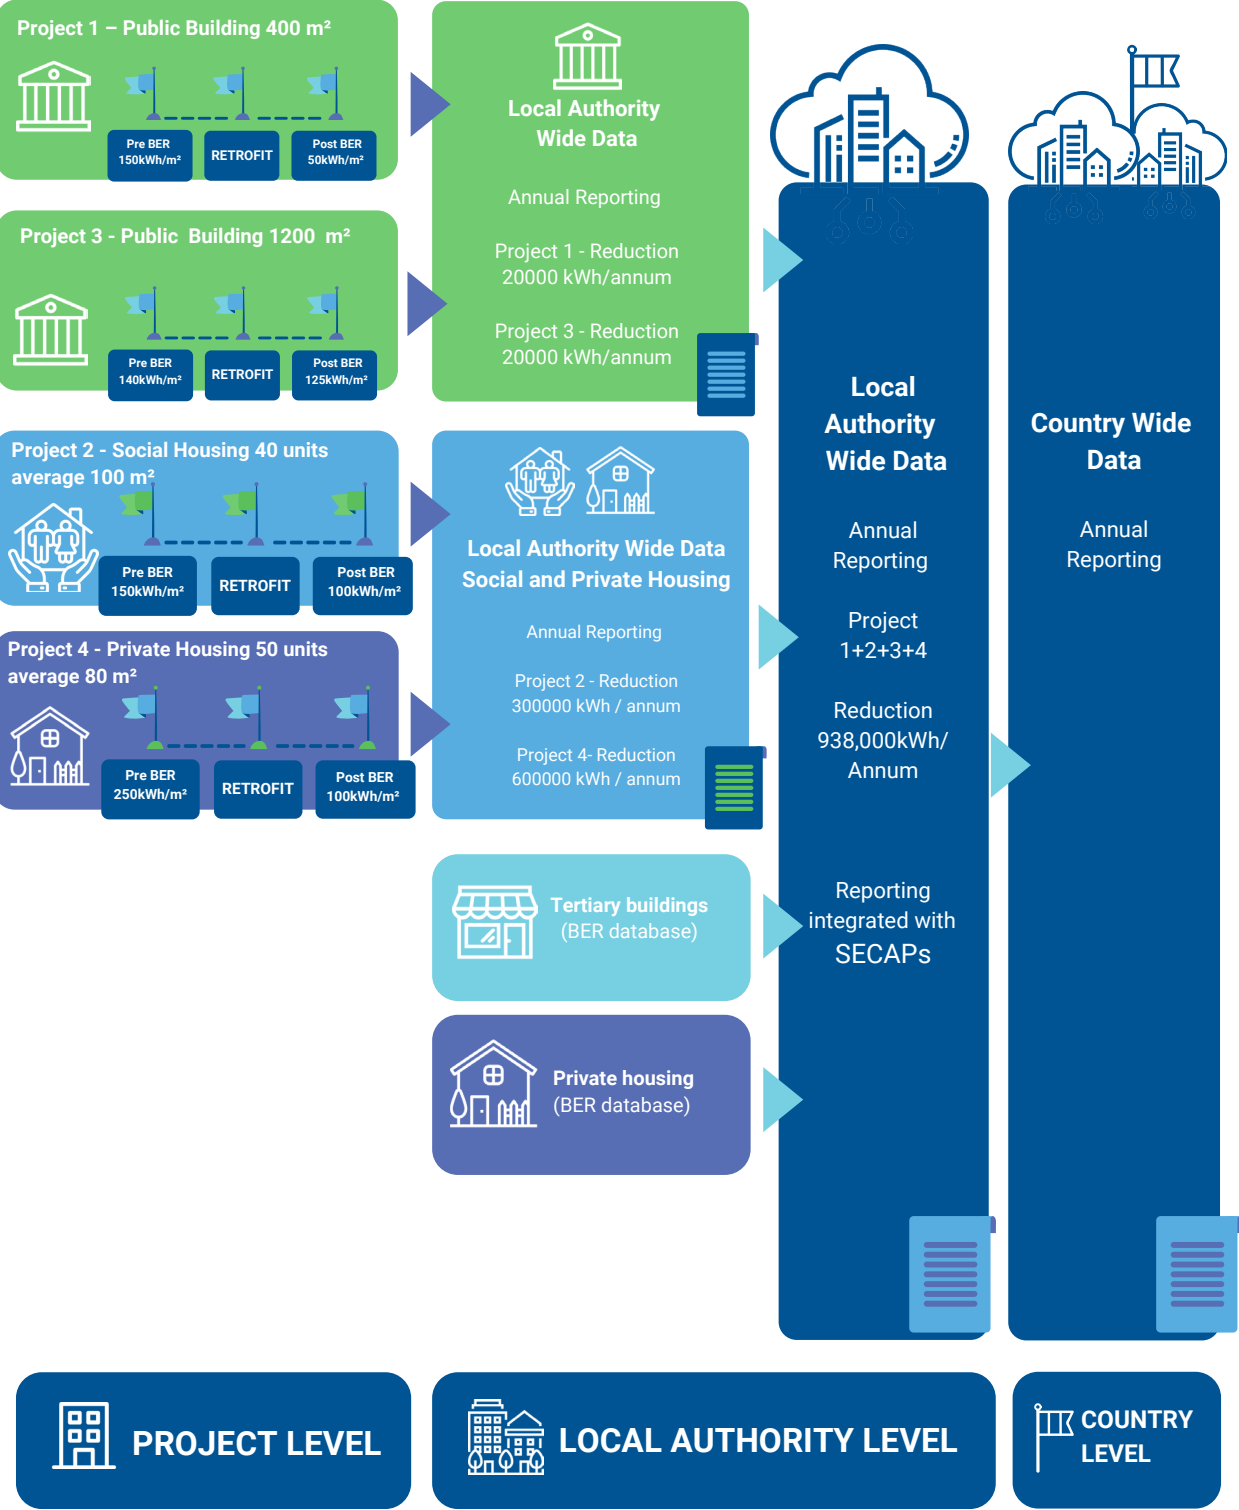 Project 1 – Public Building 400 m²
Pre BER
150kWh/m²
RETROFIT
Post BER
50kWh/m²
Project 3 - Public Building 1200 m²
Pre BER
140kWh/m²
RETROFIT
Post BER
125kWh/m²
Project 2 - Social Housing 40 units
average 100 m²
Pre BER
150kWh/m²
RETROFIT
Post BER
100kWh/m²
Project 4 - Private Housing 50 units
average 80 m²
Pre BER
250kWh/m²
RETROFIT
Post BER
100kWh/m²
Local Authority
Wide Data
Annual Reporting
Project 1 - Reduction
20000 kWh/annum
Project 3 - Reduction
20000 kWh/annum
Local Authority Wide Data
Social and Private Housing
Annual Reporting
Project 2 - Reduction
300000 kWh / annum
Project 4- Reduction
600000 kWh / annum
Tertiary buildings
(BER database)
Private housing
(BER database)
Local
Authority
Wide Data
Annual
Reporting
Project
1+2+3+4
Reduction
938,000kWh/
Annum
Reporting
integrated with
SECAPs
Country Wide
Data
Annual
Reporting
PROJECT LEVEL
LOCAL AUTHORITY LEVEL
COUNTRY
LEVEL